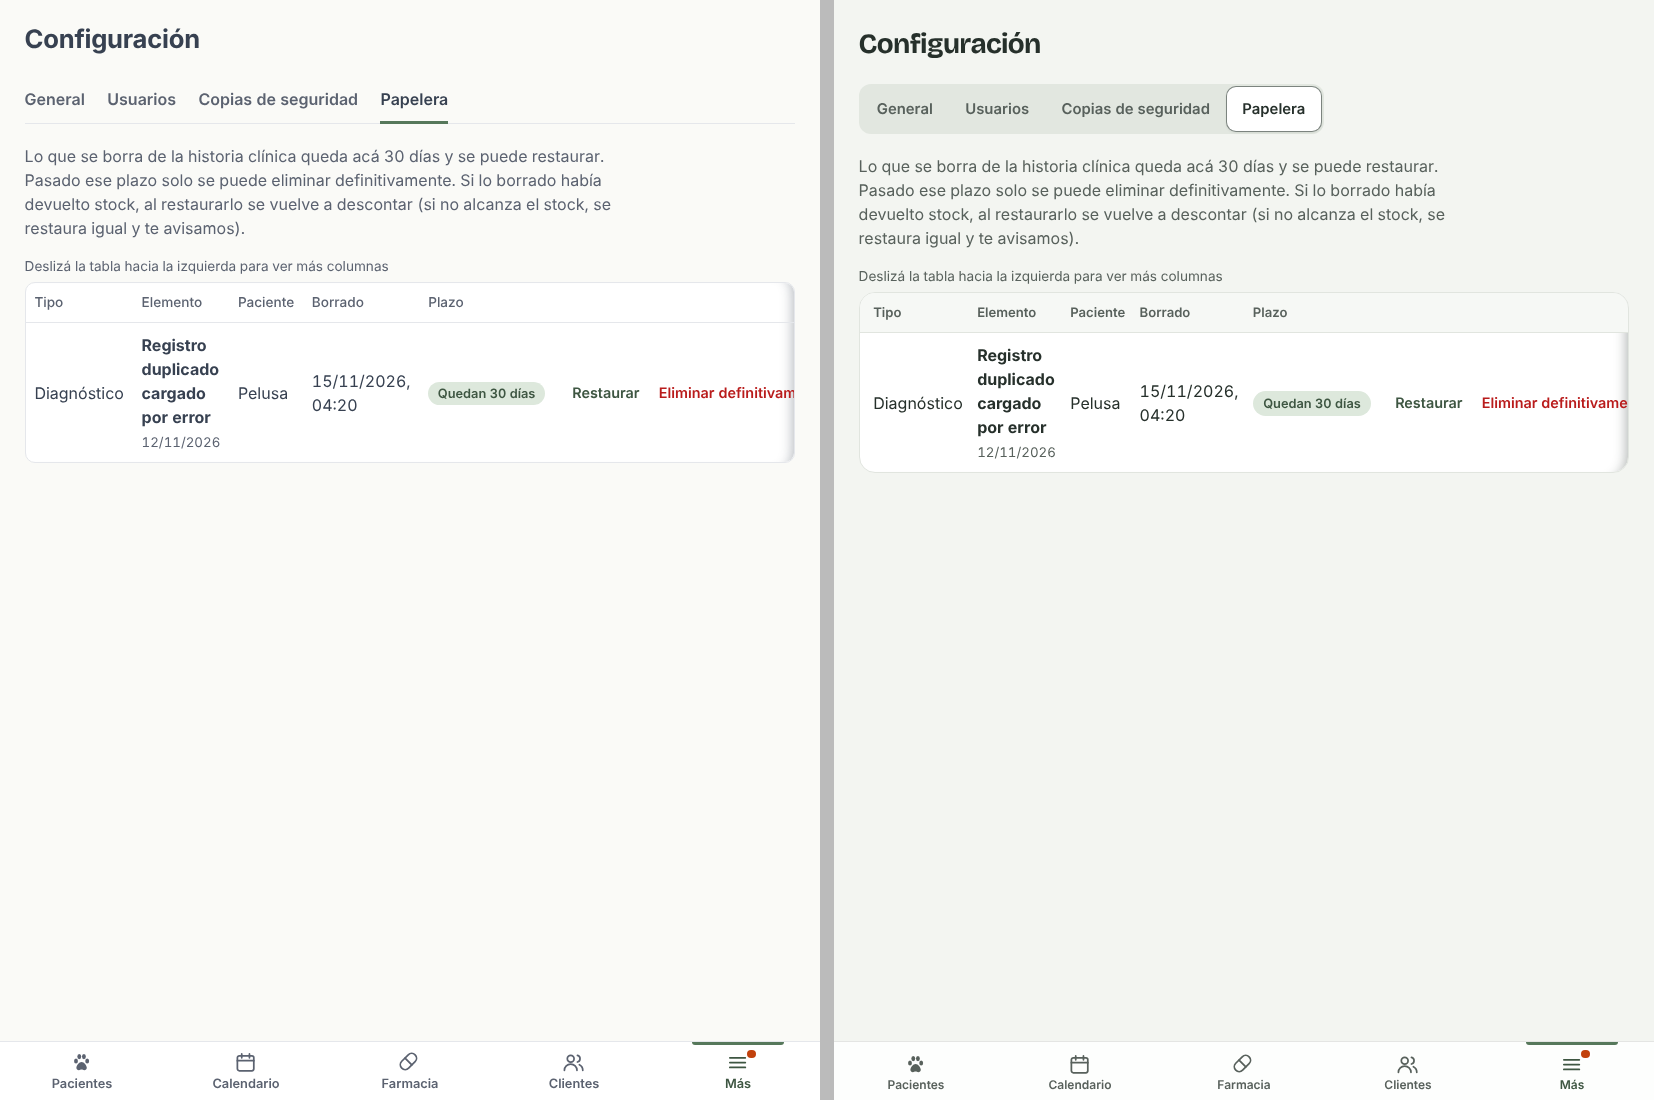 Configuración
General Usuarios Copias de seguridad Papelera
Lo que se borra de la historia clínica queda acá 30 días y se puede restaurar.
Pasado ese plazo solo se puede eliminar definitivamente. Si lo borrado había
devuelto stock, al restaurarlo se vuelve a descontar (si no alcanza el stock, se
restaura igual y te avisamos).
Deslizá la tabla hacia la izquierda para ver más columnas
Tipo Elemento Paciente Borrado Plazo
Diagnóstico
Registro
duplicado
cargado
por error
12/11/2026
Pelusa
15/11/2026,
04:20
Quedan 30 días
Restaurar
Eliminar definitivam
Pacientes Calendario Farmacia Clientes Más
Configuración
General Usuarios Copias de seguridad Papelera
Lo que se borra de la historia clínica queda acá 30 días y se puede restaurar.
Pasado ese plazo solo se puede eliminar definitivamente. Si lo borrado había
devuelto stock, al restaurarlo se vuelve a descontar (si no alcanza el stock, se
restaura igual y te avisamos).
Deslizá la tabla hacia la izquierda para ver más columnas
Tipo Elemento Paciente Borrado Plazo
Diagnóstico
Registro
duplicado
cargado
por error
12/11/2026
Pelusa
15/11/2026,
04:20
Quedan 30 días
Restaurar
Eliminar definitivame
Pacientes Calendario Farmacia Clientes Más